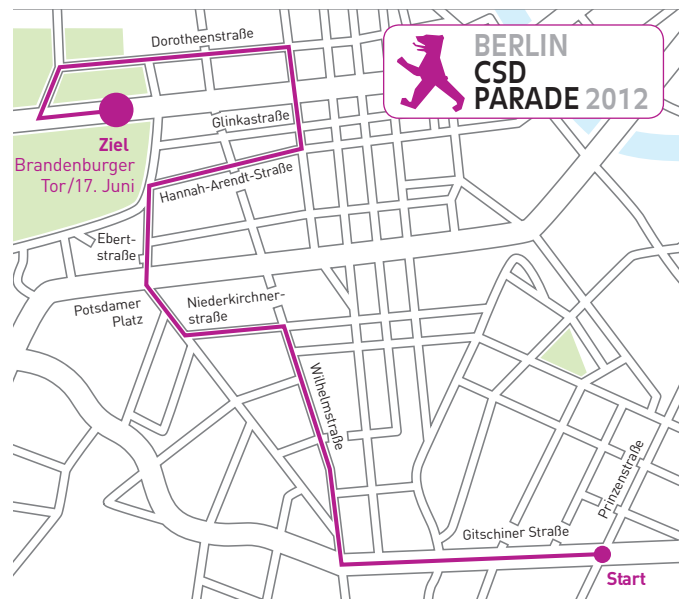 Dorotheenstraße
BERLIN
CSD
PARADE 2012
Glinkastraße
Ziel
Brandenburger
Tor/17. Juni
Hannah-Arendt-Straße
Ebert-
straße
Potsdamer
Platz
Niederkirchner-
straße
Wilhelmstraße
Prinzenstraße
Gitschiner Straße
Start